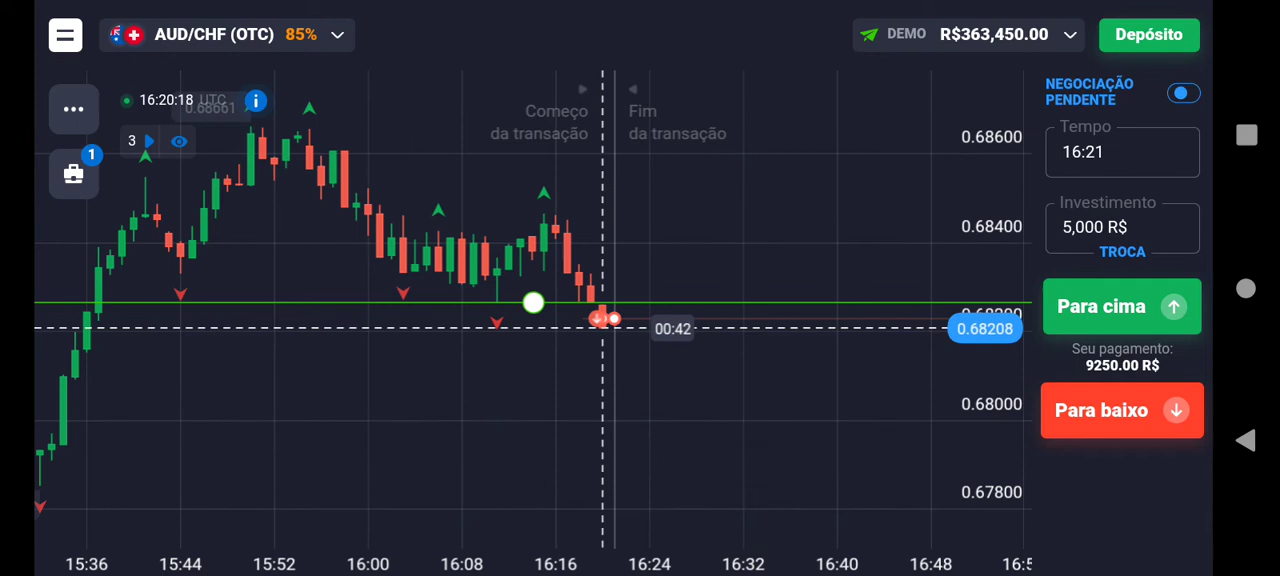 AUD/CHF (OTC) 85%
DEMO R$363,450.00
Depósito
16:20:18 UTC
0.68661
i
3
1
Começo
da transação
Fim
da transação
0.68600
0.68400
0.68200
0.68208
0.68000
0.67800
00:42
15:36 15:44 15:52 16:00 16:08 16:16 16:24 16:32 16:40 16:48
NEGOCIAÇÃO
PENDENTE
Tempo
16:21
Investimento
5,000 R$
TROCA
Para cima
Seu pagamento:
9250.00 R$
Para baixo